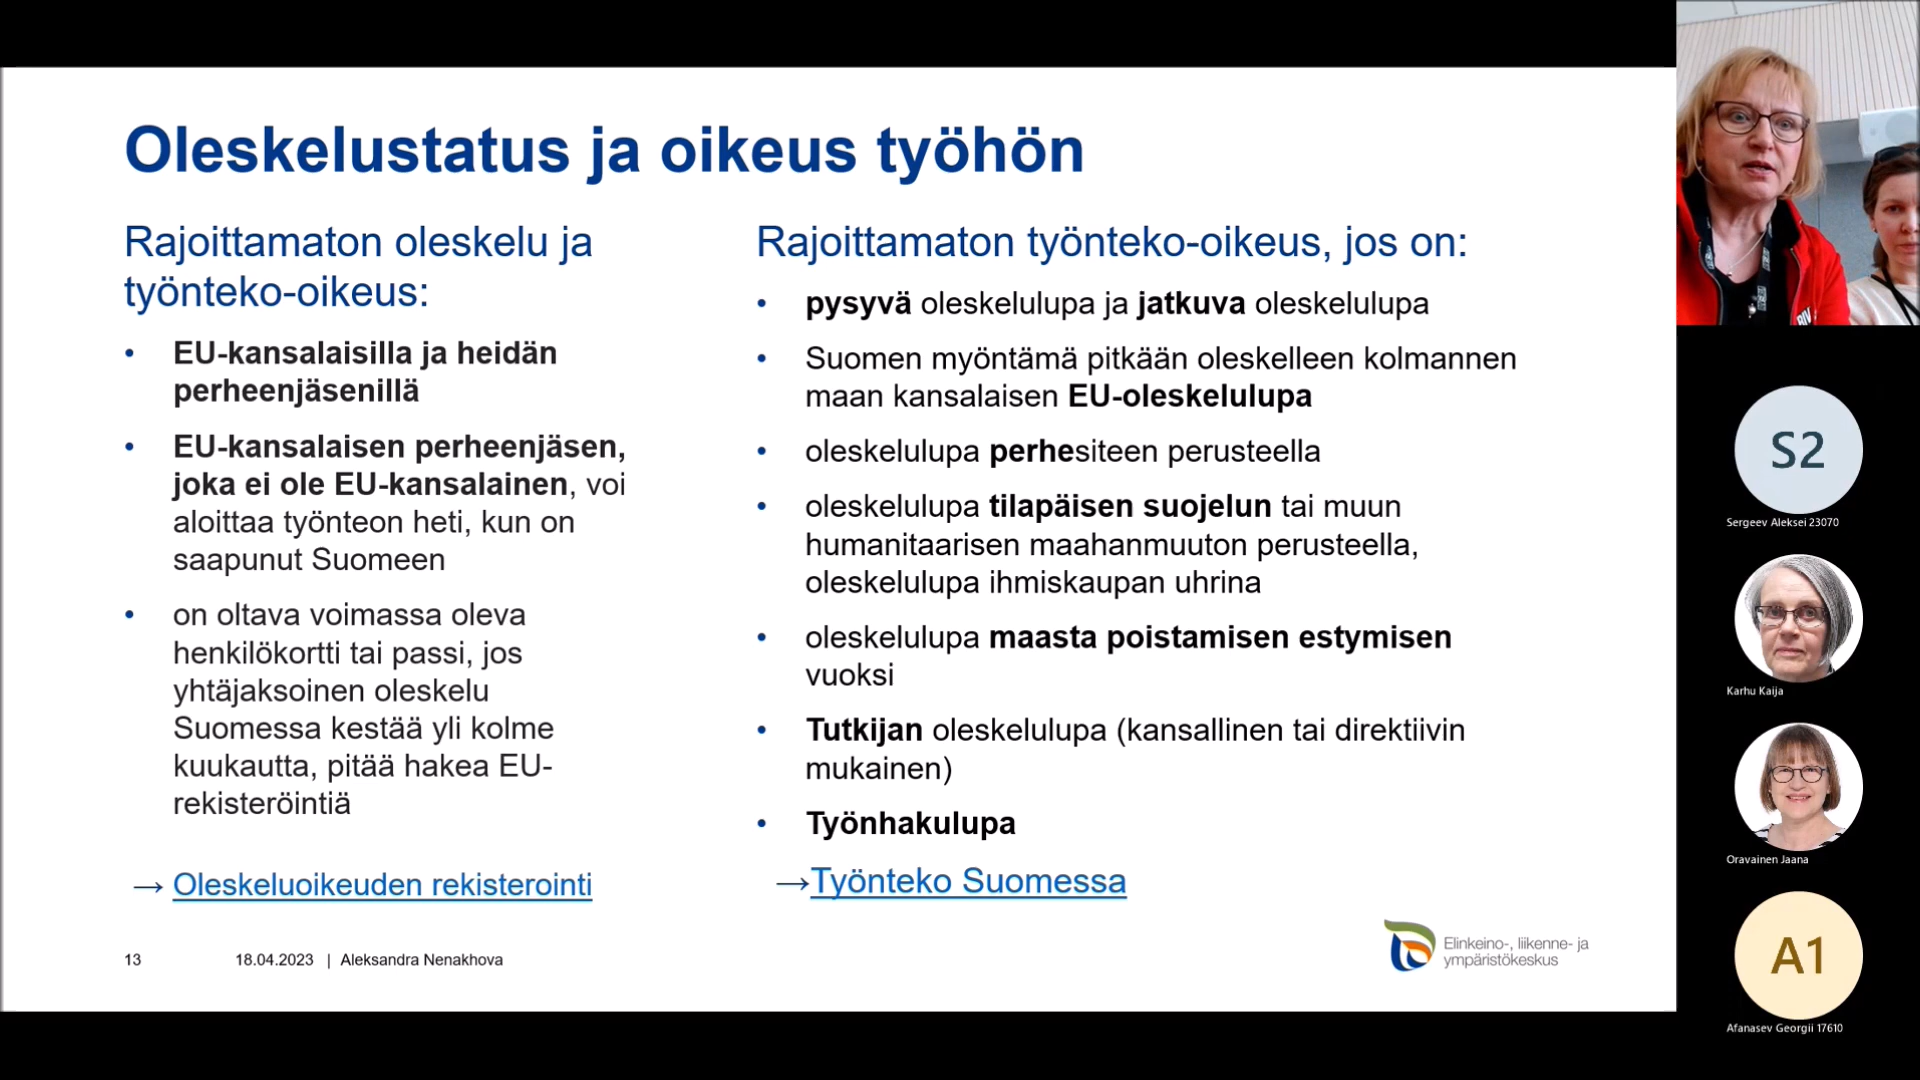 Oleskelustatus ja oikeus työhön
Rajoittamaton oleskelu ja
työnteko-oikeus:
• EU-kansalaisilla ja heidän
perheenjäsenillä
• EU-kansalaisen perheenjäsen,
joka ei ole EU-kansalainen, voi
aloittaa työnteon heti, kun on
saapunut Suomeen
• on oltava voimassa oleva
henkilökortti tai passi, jos
yhtäjaksoinen oleskelu
Suomessa kestää yli kolme
kuukautta, pitää hakea EU-
rekisteröintiä
→ Oleskeluoikeuden rekisterointi
Rajoittamaton työnteko-oikeus, jos on:
• pysyvä oleskelulupa ja jatkuva oleskelulupa
• Suomen myöntämä pitkään oleskelleen kolmannen
maan kansalaisen EU-oleskelulupa
• oleskelulupa perhesiteen perusteella
• oleskelulupa tilapäisen suojelun tai muun
humanitaarisen maahanmuuton perusteella,
oleskelulupa ihmiskaupan uhrina
• oleskelulupa maasta poistamisen estymisen
vuoksi
• Tutkijan oleskelulupa (kansallinen tai direktiivin
mukainen)
• Työnhakulupa
→Työnteko Suomessa
13 18.04.2023 | Aleksandra Nenakhova
Elinkeino-, liikenne- ja
ympäristökeskus
S2
Sergeev Aleksei 23070
Karhu Kaija
Oravainen Jaana
A1
Afanasev Georgii 17610